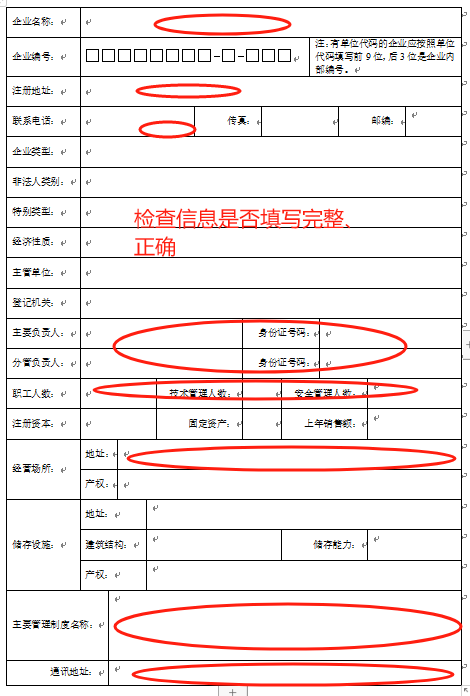 企业名称：
企业编号： □□□□□□□□-□-□□□ 注：有单位代码的企业应按照单位
代码填写前9位，后3位是企业内
部编号。
注册地址：
联系电话： 传真： 邮编：
企业类型：
非法人类别：
特别类型：
检查信息是否填写完整、
正确
经济性质：
主管单位：
登记机关：
主要负责人： 身份证号码：
分管负责人： 身份证号码：
职工人数： 技术管理人数： 安全管理人数：
注册资本： 固定资产： 上年销售额：
经营场所： 地址：
产权：
储存设施： 地址：
建筑结构： 储存能力：
产权：
主要管理制度名称：
通讯地址：